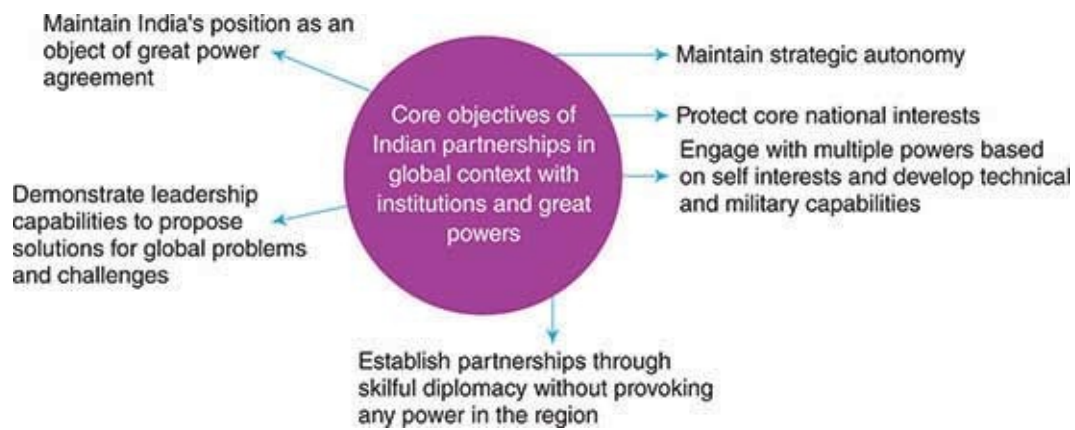 Maintain India's position as an
object of great power
agreement
Core objectives of
Indian partnerships in
global context with
institutions and great
powers
Maintain strategic autonomy
Protect core national interests
Engage with multiple powers based
on self interests and develop technical
and military capabilities
Demonstrate leadership
capabilities to propose
solutions for global problems
and challenges
Establish partnerships through
skilful diplomacy without provoking
any power in the region